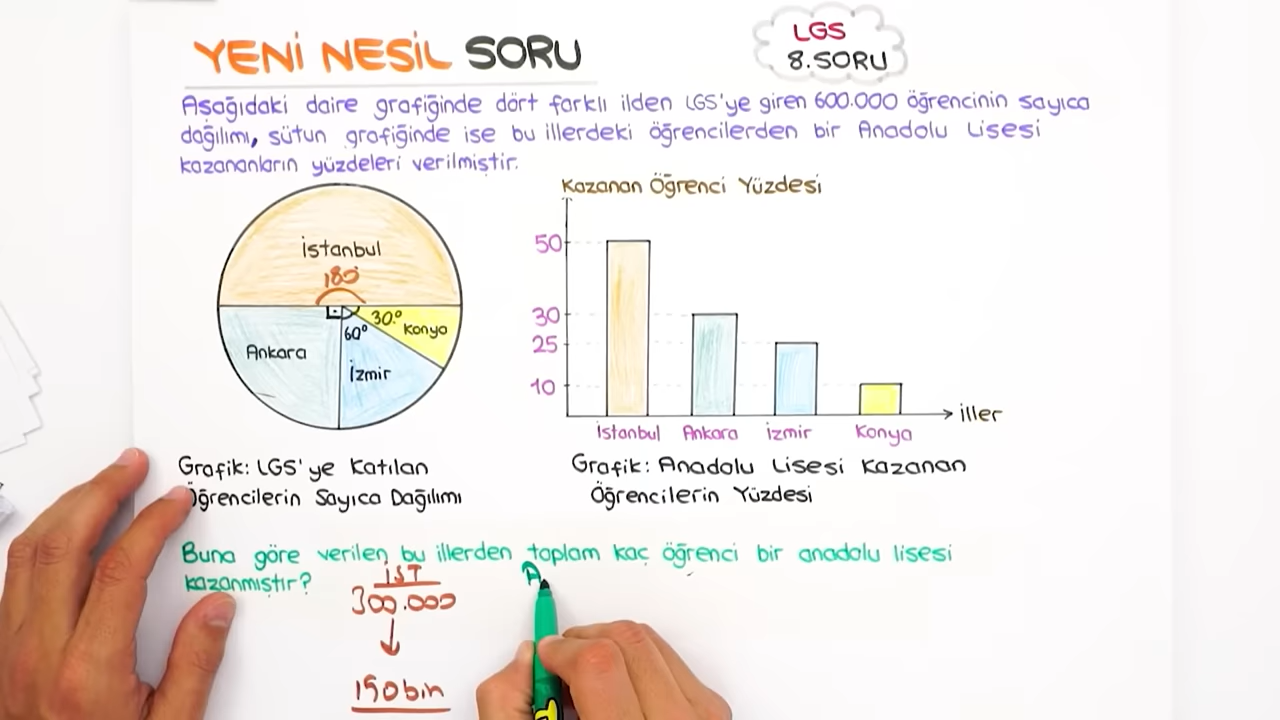 YENİ NESİL SORU
LGS
8.SORU
Aşağıdaki daire grafiğinde dört farklı ilden LGS'ye giren 600.000 öğrencinin sayıca
dağılımı, sütun grafiğinde ise bu illerdeki öğrencilerden bir Anadolu Lisesi
kazananların yüzdeleri verilmiştir.
İstanbul
180°
30°
Konya
60°
Ankara
İzmir
Kazanan Öğrenci Yüzdesi
50
30
25
10
İller
İstanbul Ankara İzmir Konya
Grafik: LGS'ye Katılan
Öğrencilerin Sayıca Dağılımı
Grafik: Anadolu Lisesi Kazanan
Öğrencilerin Yüzdesi
Buna göre verilen bu illerden toplam kaç öğrenci bir anadolu lisesi
kazanmıştır?
İST
300.000
150bin
A